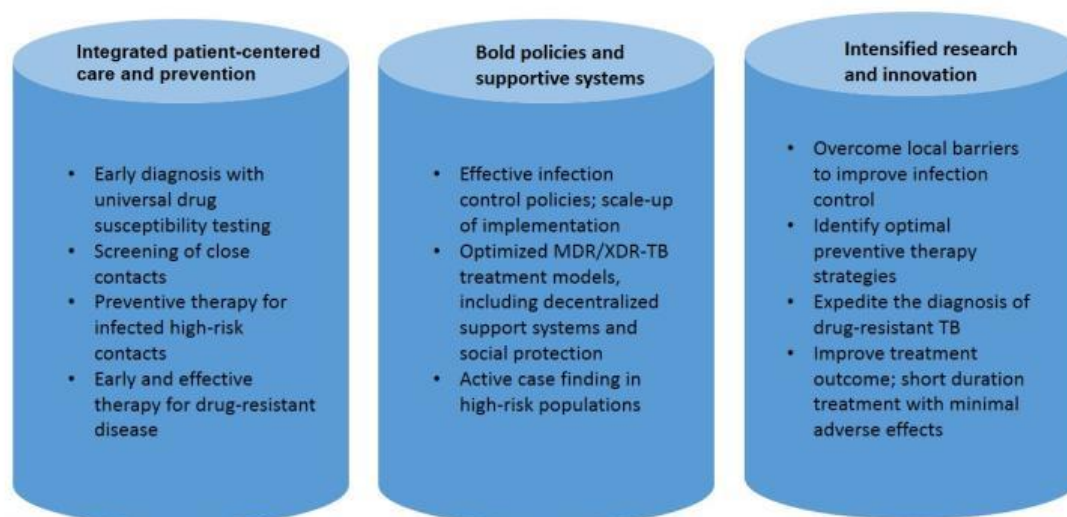 Integrated patient-centered
care and prevention
• Early diagnosis with
universal drug
susceptibility testing
• Screening of close
contacts
• Preventive therapy for
infected high-risk
contacts
• Early and effective
therapy for drug-resistant
disease
Bold policies and
supportive systems
• Effective infection
control policies; scale-up
of implementation
• Optimized MDR/XDR-TB
treatment models,
including decentralized
support systems and
social protection
• Active case finding in
high-risk populations
Intensified research
and innovation
• Overcome local barriers
to improve infection
control
• Identify optimal
preventive therapy
strategies
• Expedite the diagnosis of
drug-resistant TB
• Improve treatment
outcome; short duration
treatment with minimal
adverse effects